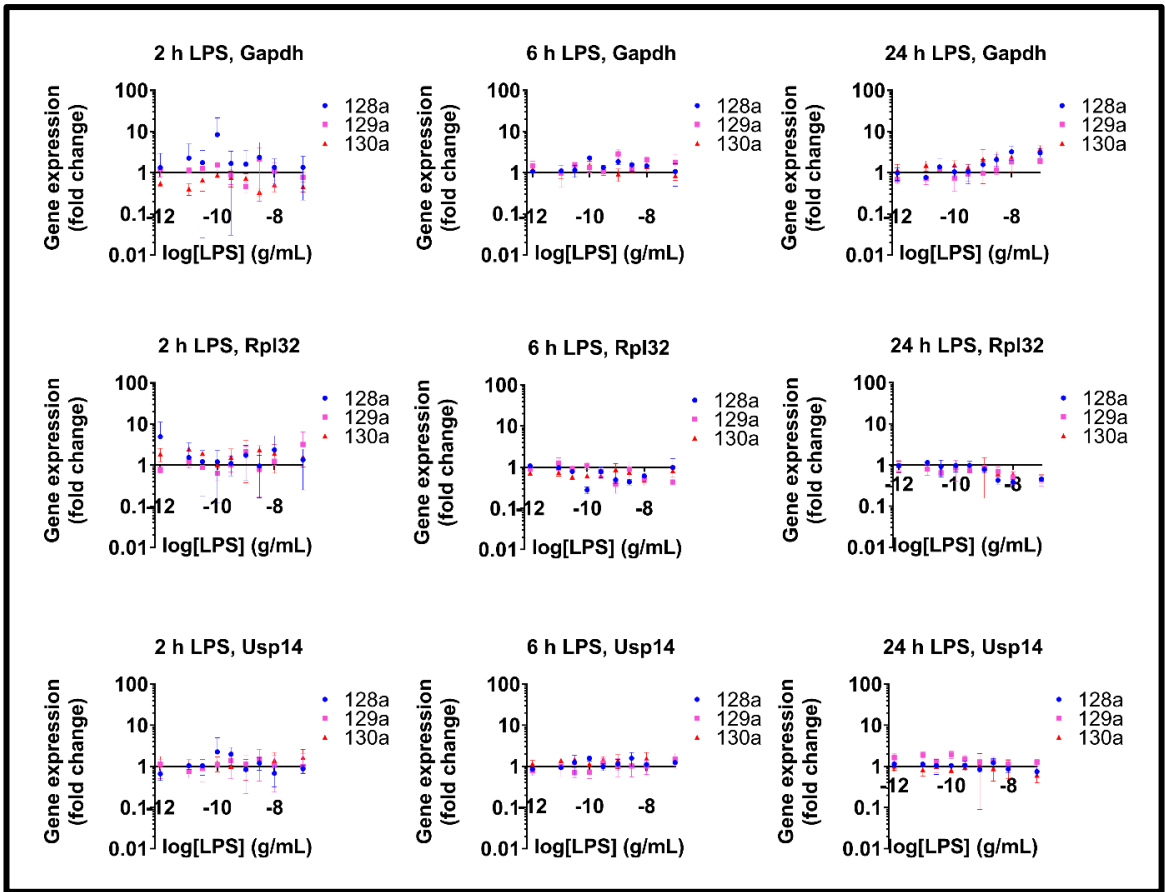 2 h LPS, Gapdh
Gene expression
(fold change)
100
10
1
0.1
0.01
-12
-10
-8
log[LPS] (g/mL)
128a
129a
130a
6 h LPS, Gapdh
Gene expression
(fold change)
100
10
1
0.1
0.01
-12
-10
-8
log[LPS] (g/mL)
128a
129a
130a
24 h LPS, Gapdh
Gene expression
(fold change)
100
10
1
0.1
0.01
-12
-10
-8
log[LPS] (g/mL)
128a
129a
130a
2 h LPS, Rpl32
Gene expression
(fold change)
100
10
1
0.1
0.01
-12
-10
-8
log[LPS] (g/mL)
128a
129a
130a
6 h LPS, Rpl32
Gene expression
(fold change)
100
10
1
0.1
0.01
-12
-10
-8
log[LPS] (g/mL)
128a
129a
130a
24 h LPS, Rpl32
Gene expression
(fold change)
100
10
1
0.1
0.01
-12
-10
-8
log[LPS] (g/mL)
128a
129a
130a
2 h LPS, Usp14
Gene expression
(fold change)
100
10
1
0.1
0.01
-12
-10
-8
log[LPS] (g/mL)
128a
129a
130a
6 h LPS, Usp14
Gene expression
(fold change)
100
10
1
0.1
0.01
-12
-10
-8
log[LPS] (g/mL)
128a
129a
130a
24 h LPS, Usp14
Gene expression
(fold change)
100
10
1
0.1
0.01
-12
-10
-8
log[LPS] (g/mL)
128a
129a
130a